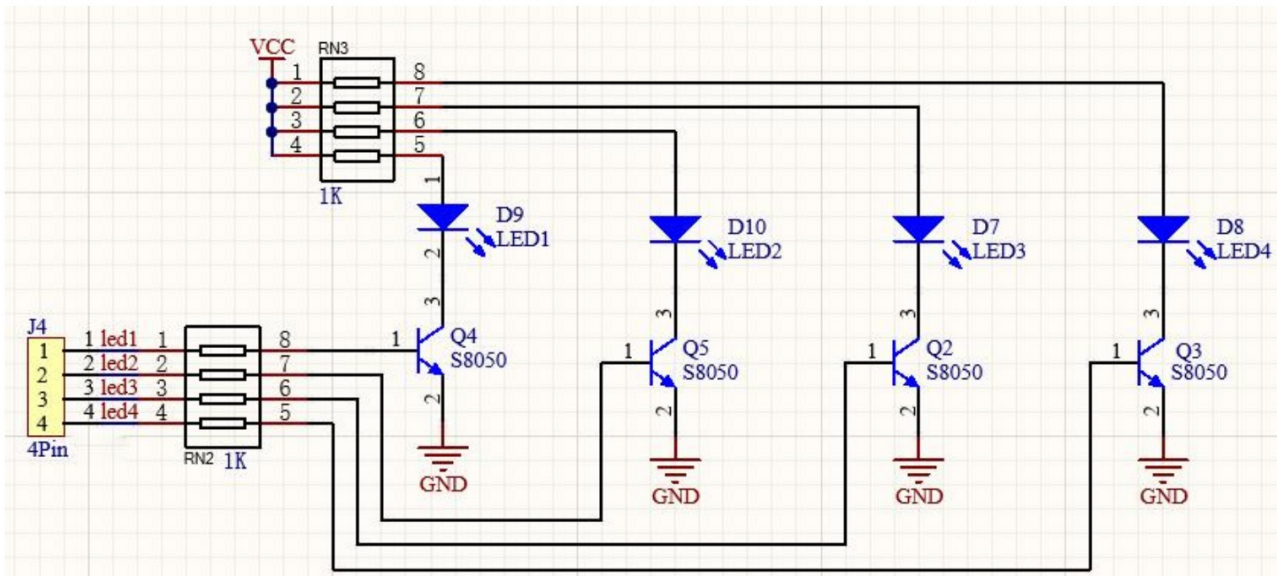 VCC
RN3
1 8
2 7
3 6
4 5
1K
1
D9
LED1
2
D10
LED2
D7
LED3
D8
LED4
3
3
3
3
J4
1 1 led1 1 8
2 2 led2 2 7
3 3 led3 3 6
4 4 led4 4 5
4Pin
RN2 1K
1
Q4
S8050
2
GND
1
Q5
S8050
2
GND
1
Q2
S8050
2
GND
1
Q3
S8050
2
GND